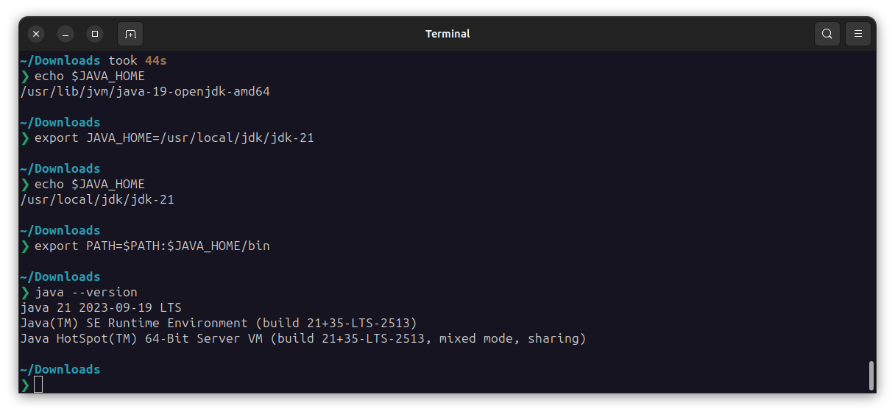 Terminal
~/Downloads took 44s
❯ echo $JAVA_HOME
/usr/lib/jvm/java-19-openjdk-amd64
~/Downloads
❯ export JAVA_HOME=/usr/local/jdk/jdk-21
~/Downloads
❯ echo $JAVA_HOME
/usr/local/jdk/jdk-21
~/Downloads
❯ export PATH=$PATH:$JAVA_HOME/bin
~/Downloads
❯ java --version
java 21 2023-09-19 LTS
Java(TM) SE Runtime Environment (build 21+35-LTS-2513)
Java HotSpot(TM) 64-Bit Server VM (build 21+35-LTS-2513, mixed mode, sharing)
~/Downloads
❯